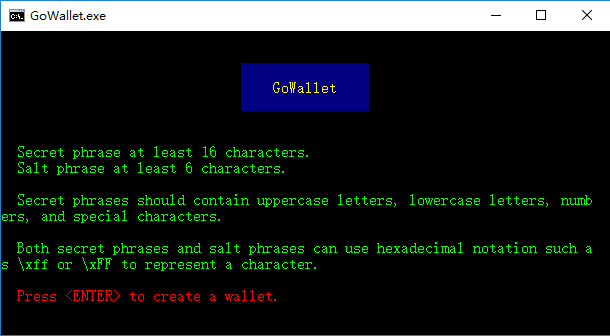 GoWallet.exe
GoWallet
Secret phrase at least 16 characters.
Salt phrase at least 6 characters.
Secret phrases should contain uppercase letters, lowercase letters, numb
ers, and special characters.
Both secret phrases and salt phrases can use hexadecimal notation such a
s \xff or \xFF to represent a character.
Press <ENTER> to create a wallet.